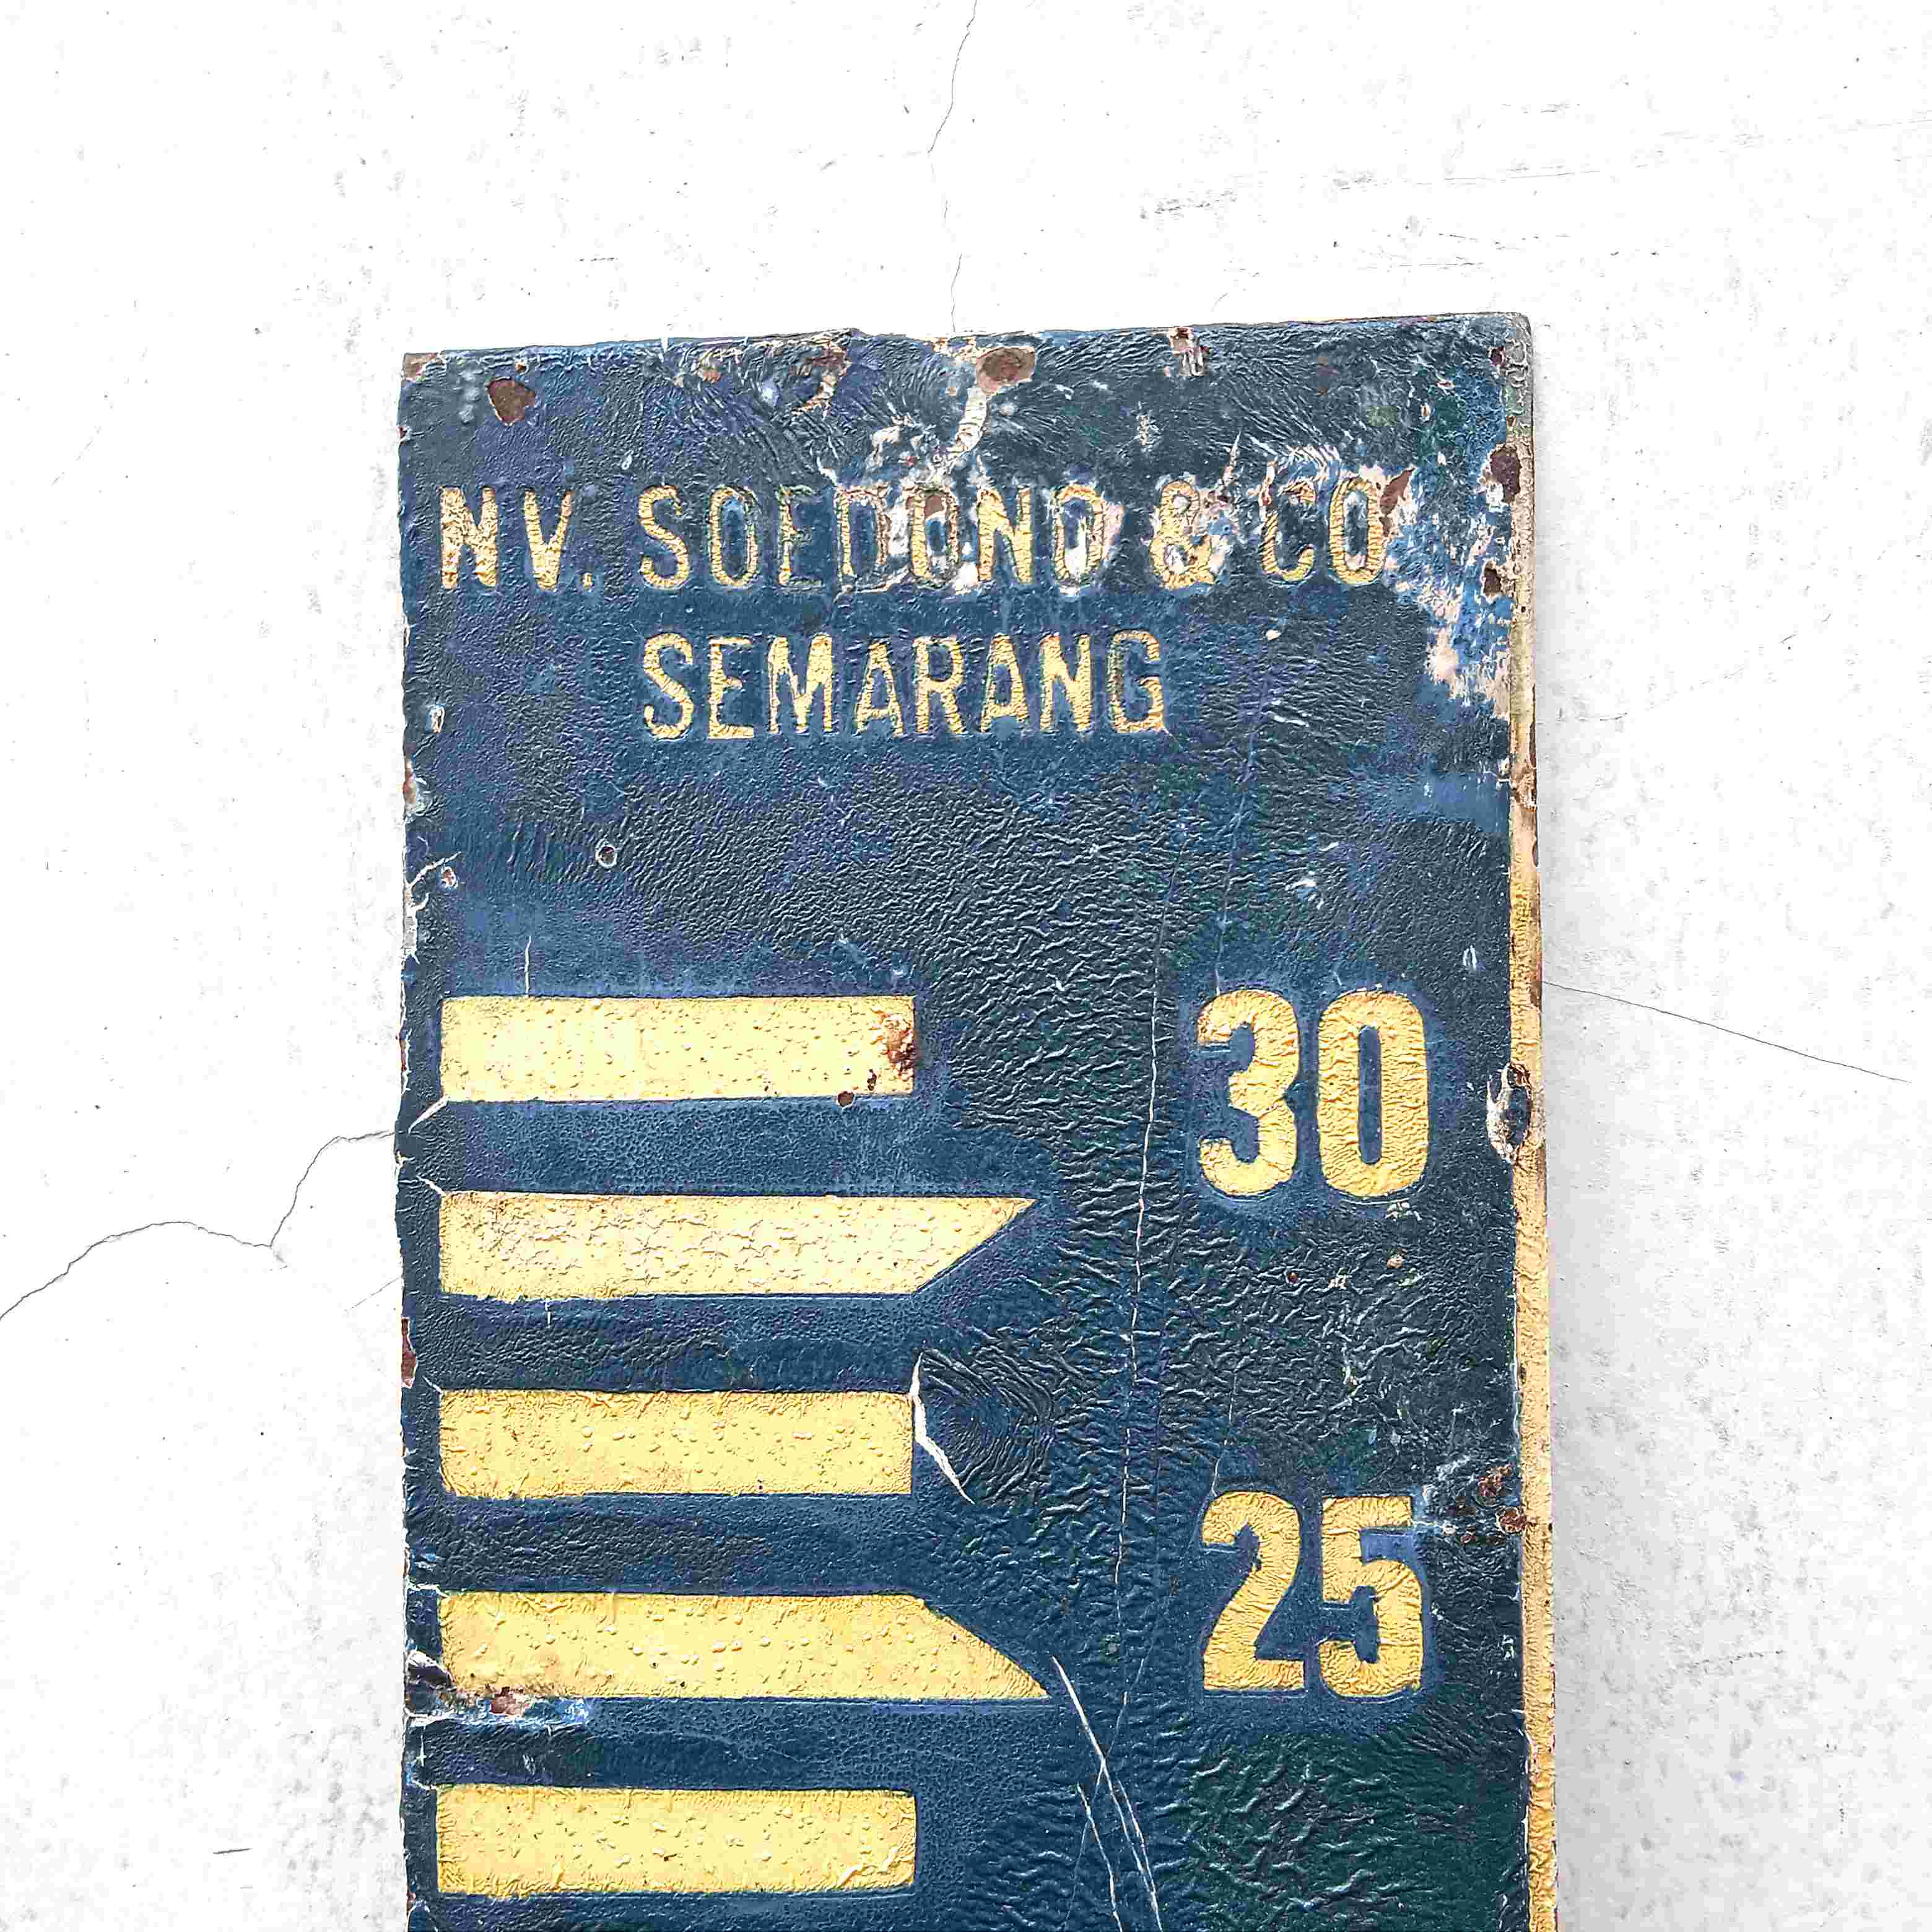 NV. SOEDONO & CO
SEMARANG
30
25